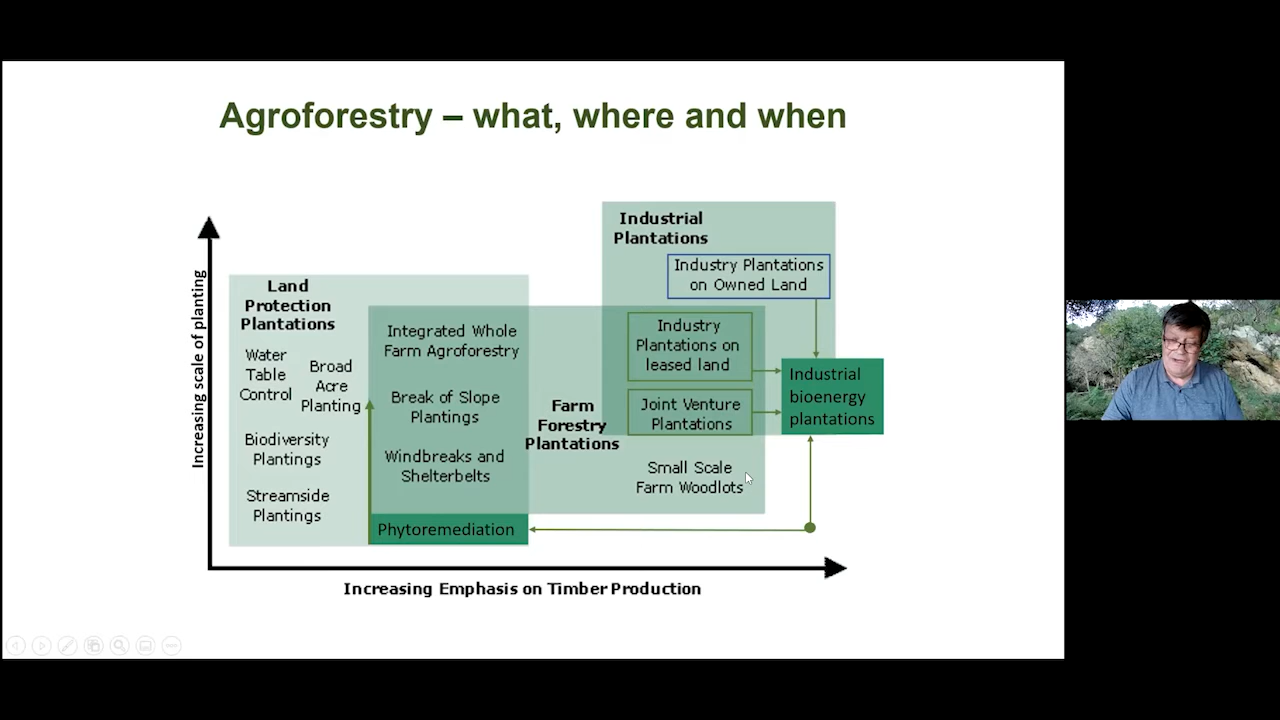 Agroforestry – what, where and when
Increasing scale of planting
Land
Protection
Plantations
Water
Table
Control
Broad
Acre
Planting
Biodiversity
Plantings
Streamside
Plantings
Integrated Whole
Farm Agroforestry
Break of Slope
Plantings
Windbreaks and
Shelterbelts
Phytoremediation
Farm
Forestry
Plantations
Industrial
Plantations
Industry Plantations
on Owned Land
Industry
Plantations on
leased land
Joint Venture
Plantations
Small Scale
Farm Woodlots
Industrial
bioenergy
plantations
Increasing Emphasis on Timber Production